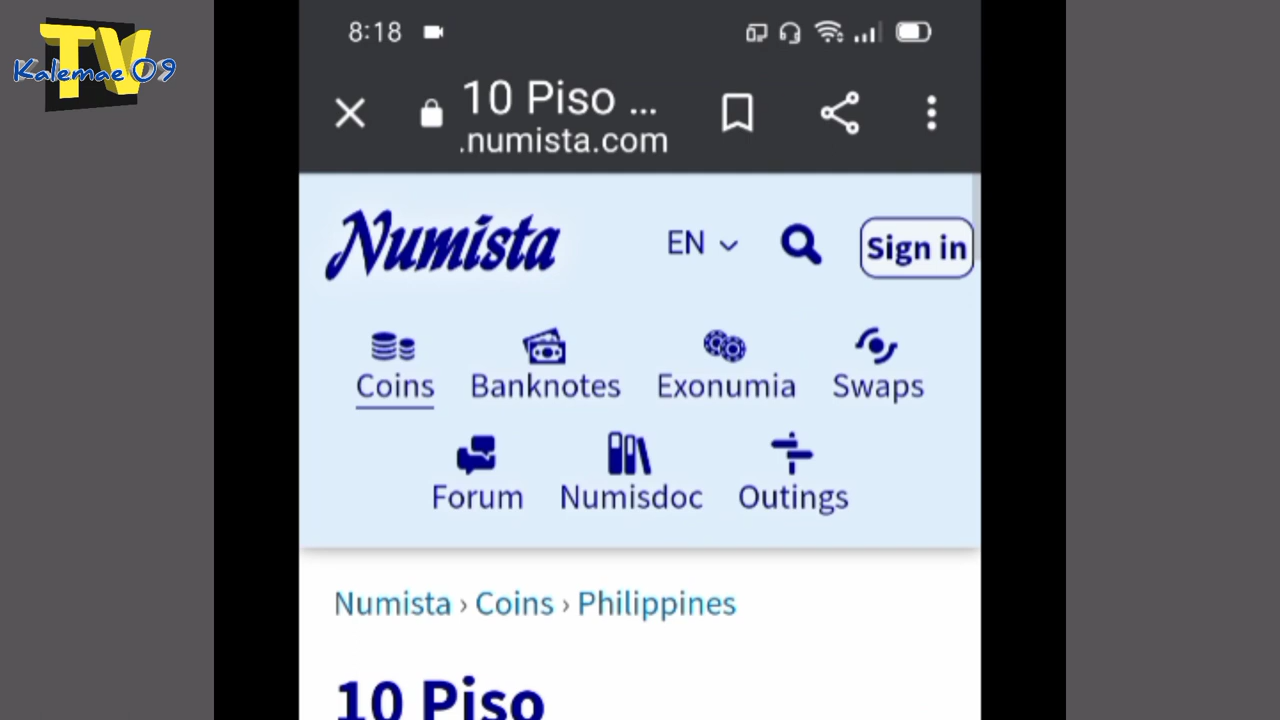 TV
Kalemae 09
8:18
10 Piso ...
.numista.com
Numista
EN
Sign in
Coins
Banknotes
Exonumia
Swaps
Forum
Numisdoc
Outings
Numista › Coins › Philippines
10 Piso